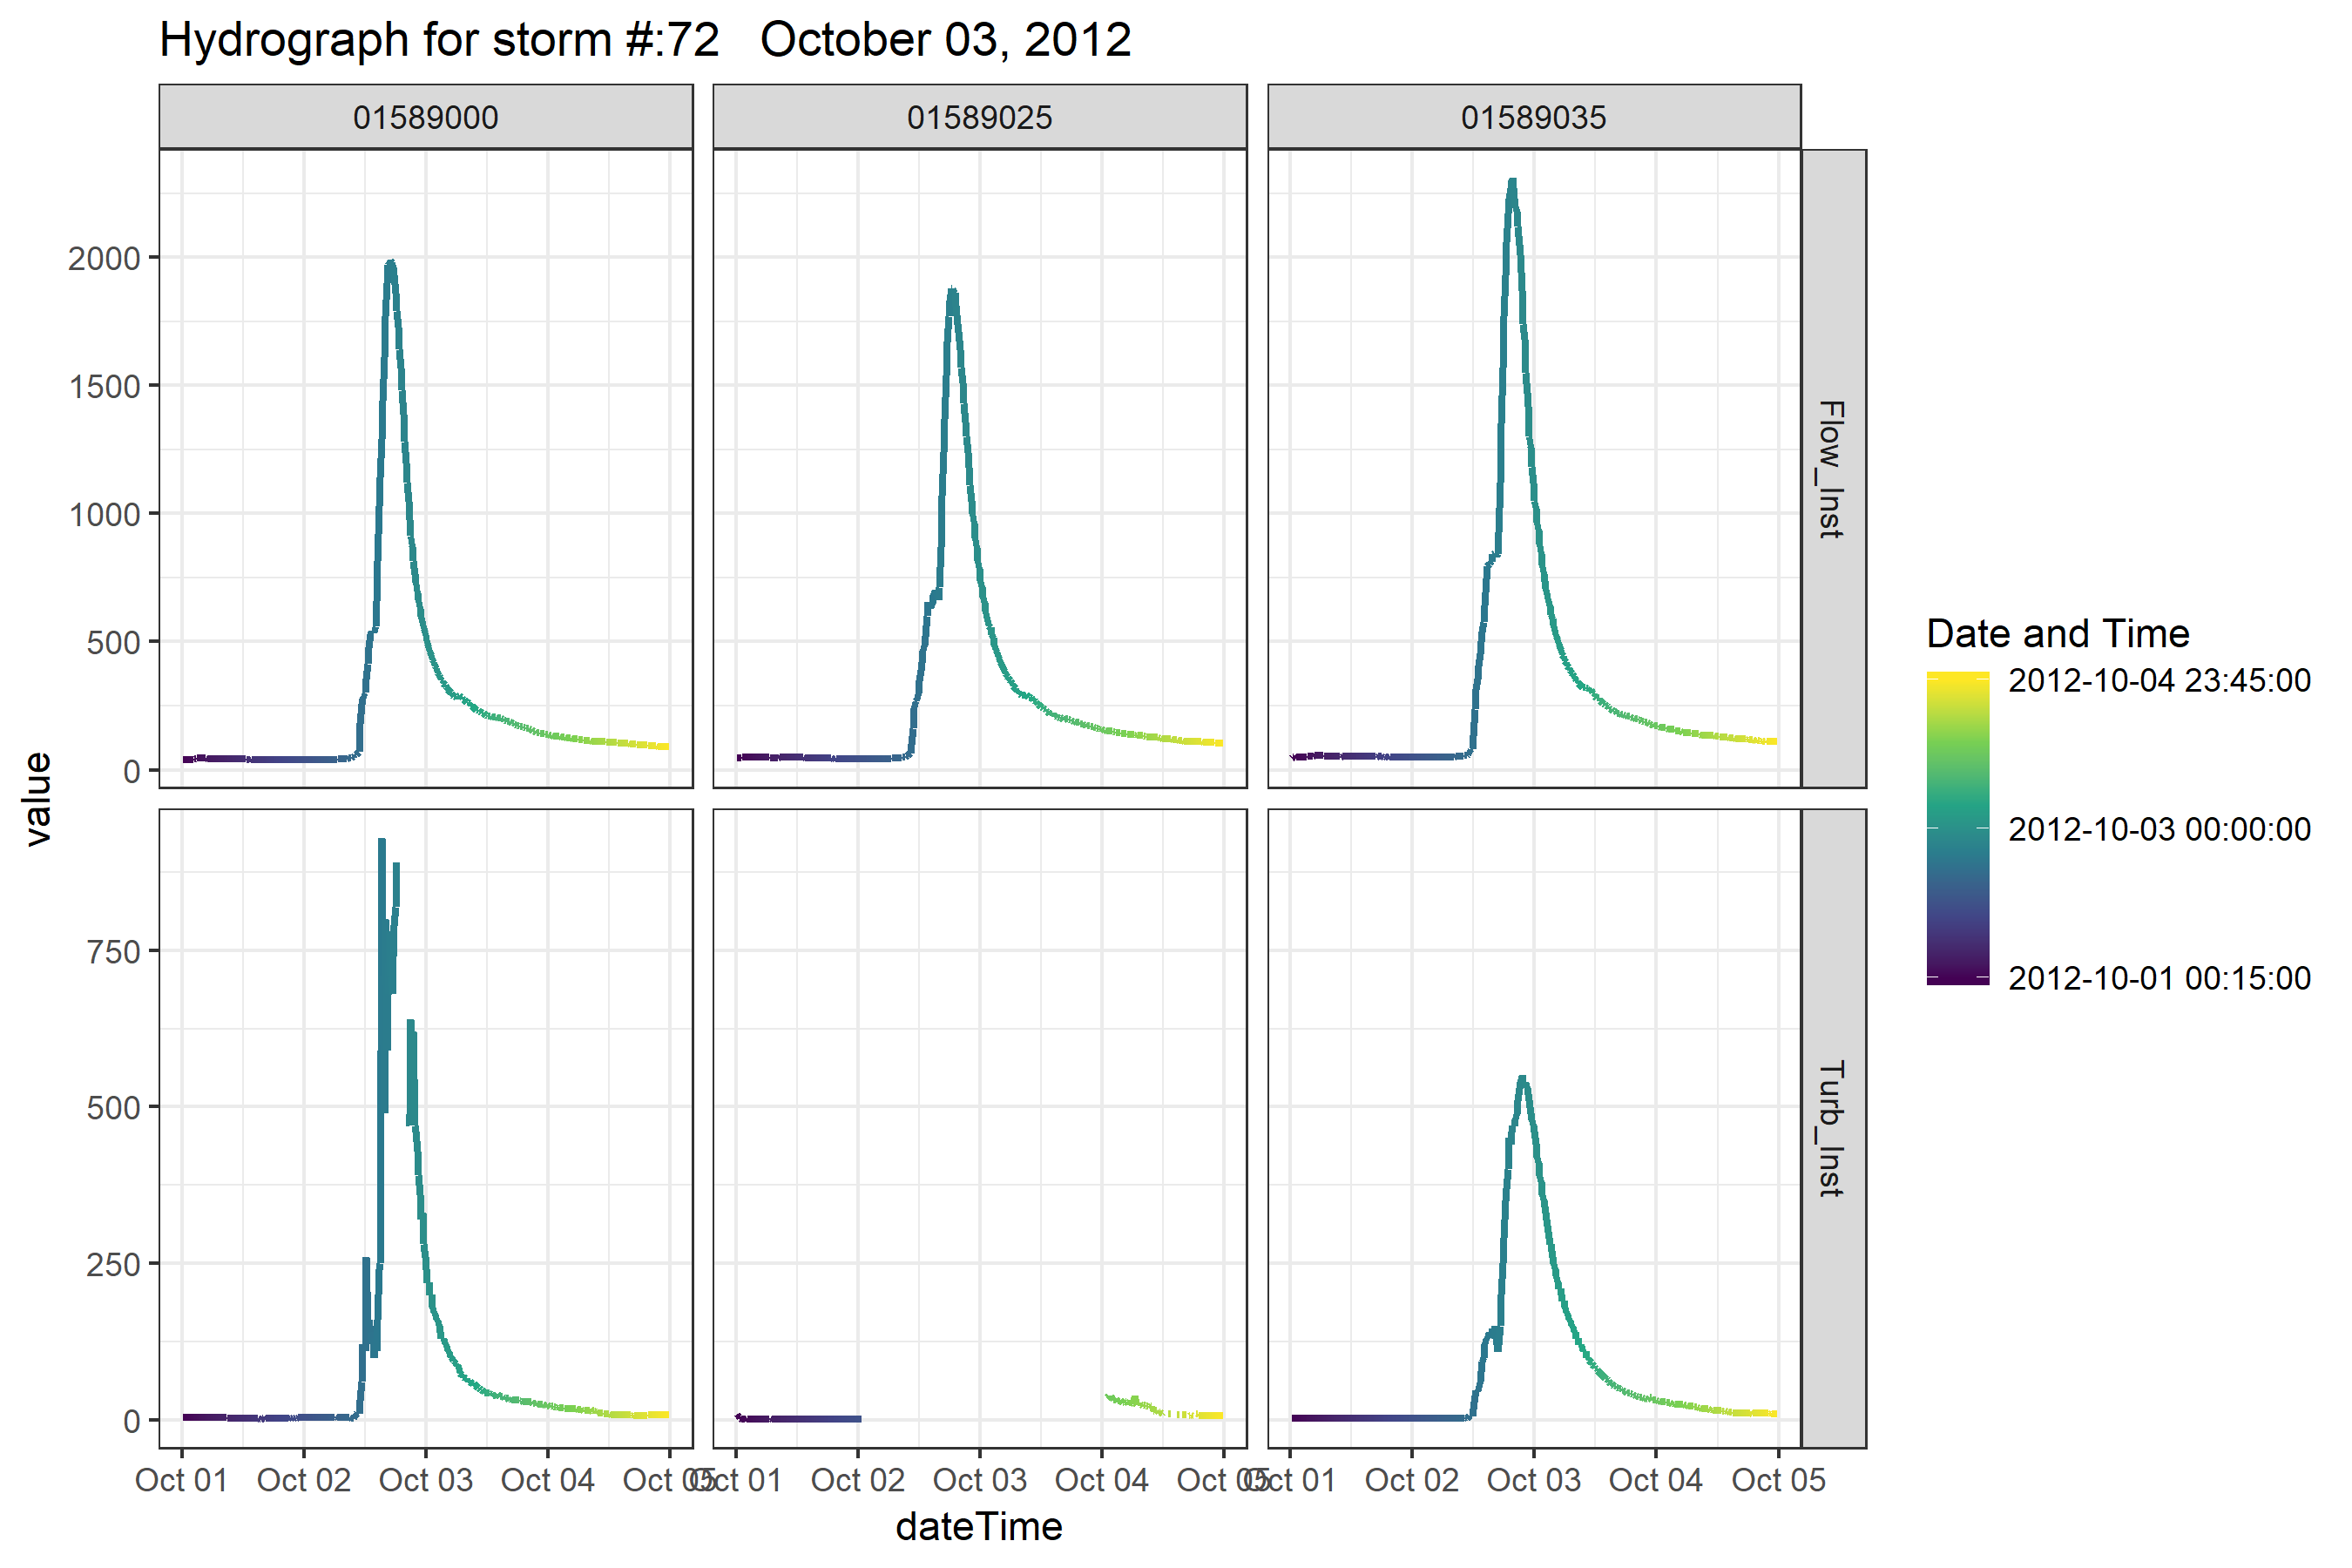 Hydrograph for storm #:72   October 03, 2012
01589000 01589025 01589035
2000
1500
1000
500
0
Flow_Inst
750
500
250
0
Turb_Inst
value
Oct 01 Oct 02 Oct 03 Oct 04 Oct 05 Oct 01 Oct 02 Oct 03 Oct 04 Oct 05 Oct 01 Oct 02 Oct 03 Oct 04 Oct 05
dateTime
Date and Time
2012-10-04 23:45:00
2012-10-03 00:00:00
2012-10-01 00:15:00